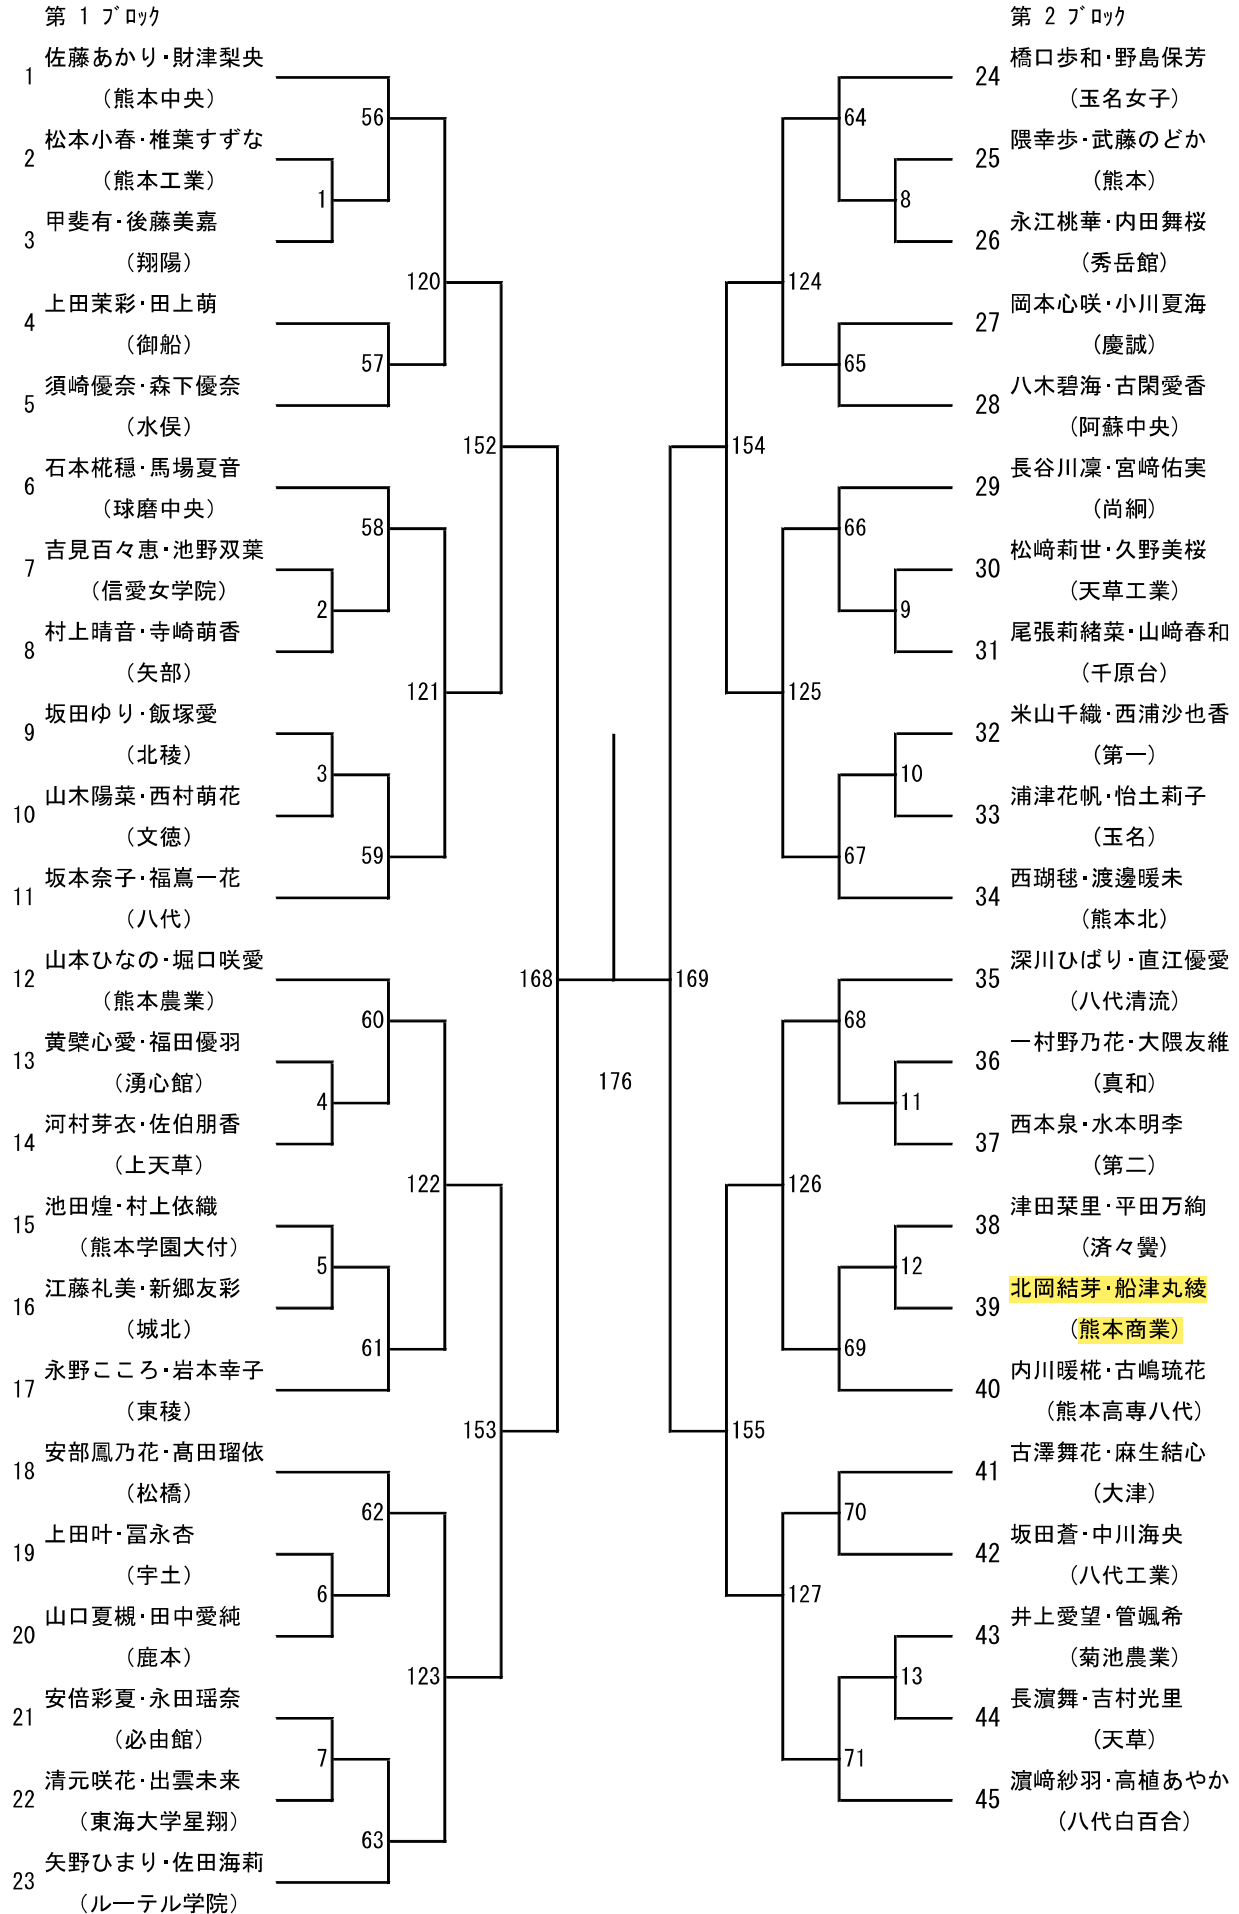 第 1 ブロック
1 佐藤あかり・財津梨央
(熊本中央)
2 松本小春・椎葉すずな
(熊本工業)
3 甲斐有・後藤美嘉
(翔陽)
4 上田茉彩・田上萌
(御船)
5 須崎優奈・森下優奈
(水俣)
6 石本椛穏・馬場夏音
(球磨中央)
7 吉見百々恵・池野双葉
(信愛女学院)
8 村上晴音・寺崎萌香
(矢部)
9 坂田ゆり・飯塚愛
(北稜)
10 山木陽菜・西村萌花
(文徳)
11 坂本奈子・福嶌一花
(八代)
12 山本ひなの・堀口咲愛
(熊本農業)
13 黄檗心愛・福田優羽
(湧心館)
14 河村芽衣・佐伯朋香
(上天草)
15 池田煌・村上依織
(熊本学園大付)
16 江藤礼美・新郷友彩
(城北)
17 永野こころ・岩本幸子
(東稜)
18 安部鳳乃花・髙田瑠依
(松橋)
19 上田叶・冨永杏
(宇土)
20 山口夏槻・田中愛純
(鹿本)
21 安倍彩夏・永田瑶奈
(必由館)
22 清元咲花・出雲未来
(東海大学星翔)
23 矢野ひまり・佐田海莉
(ルーテル学院)
56
1
120
57
152
58
2
121
3
59
168
60
4
122
5
61
153
62
6
123
7
63
176
第 2 ブロック
24 橋口歩和・野島保芳
(玉名女子)
25 隈幸歩・武藤のどか
(熊本)
26 永江桃華・内田舞桜
(秀岳館)
27 岡本心咲・小川夏海
(慶誠)
28 八木碧海・古閑愛香
(阿蘇中央)
29 長谷川凜・宮﨑佑実
(尚絅)
30 松﨑莉世・久野美桜
(天草工業)
31 尾張莉緒菜・山﨑春和
(千原台)
32 米山千織・西浦沙也香
(第一)
33 浦津花帆・怡土莉子
(玉名)
34 西瑚毬・渡邊暖未
(熊本北)
35 深川ひばり・直江優愛
(八代清流)
36 一村野乃花・大隈友維
(真和)
37 西本泉・水本明李
(第二)
38 津田栞里・平田万絢
(済々黌)
39 北岡結芽・船津丸綾
(熊本商業)
40 内川暖椛・古嶋琉花
(熊本高専八代)
41 古澤舞花・麻生結心
(大津)
42 坂田蒼・中川海央
(八代工業)
43 井上愛望・管颯希
(菊池農業)
44 長濵舞・吉村光里
(天草)
45 濵﨑紗羽・高植あやか
(八代白百合)
64
8
124
65
154
66
9
125
10
67
169
68
11
126
12
69
155
70
127
13
71